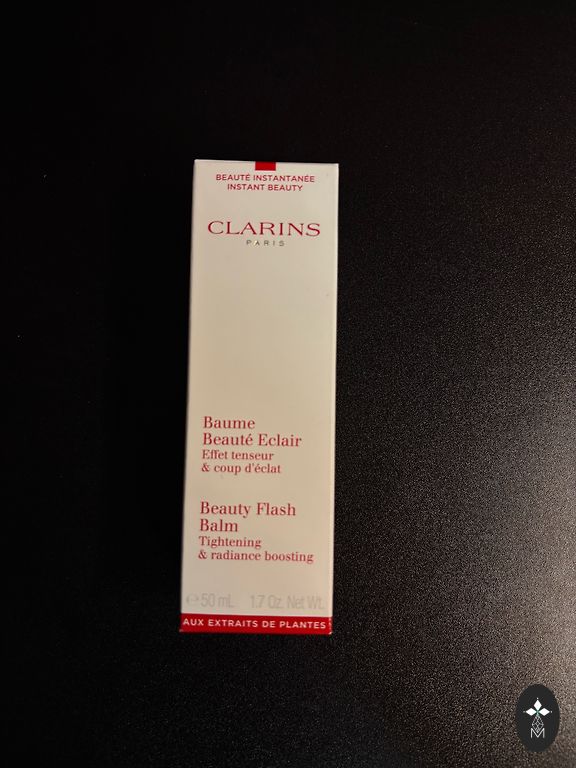 BEAUTÉ INSTANTANÉE
INSTANT BEAUTY
CLARINS
PARIS
Baume
Beauté Eclair
Effet tenseur
& coup d'éclat
Beauty Flash
Balm
Tightening
& radiance boosting
℮50 mL 1.7 Oz. Net Wt.
AUX EXTRAITS DE PLANTES
M